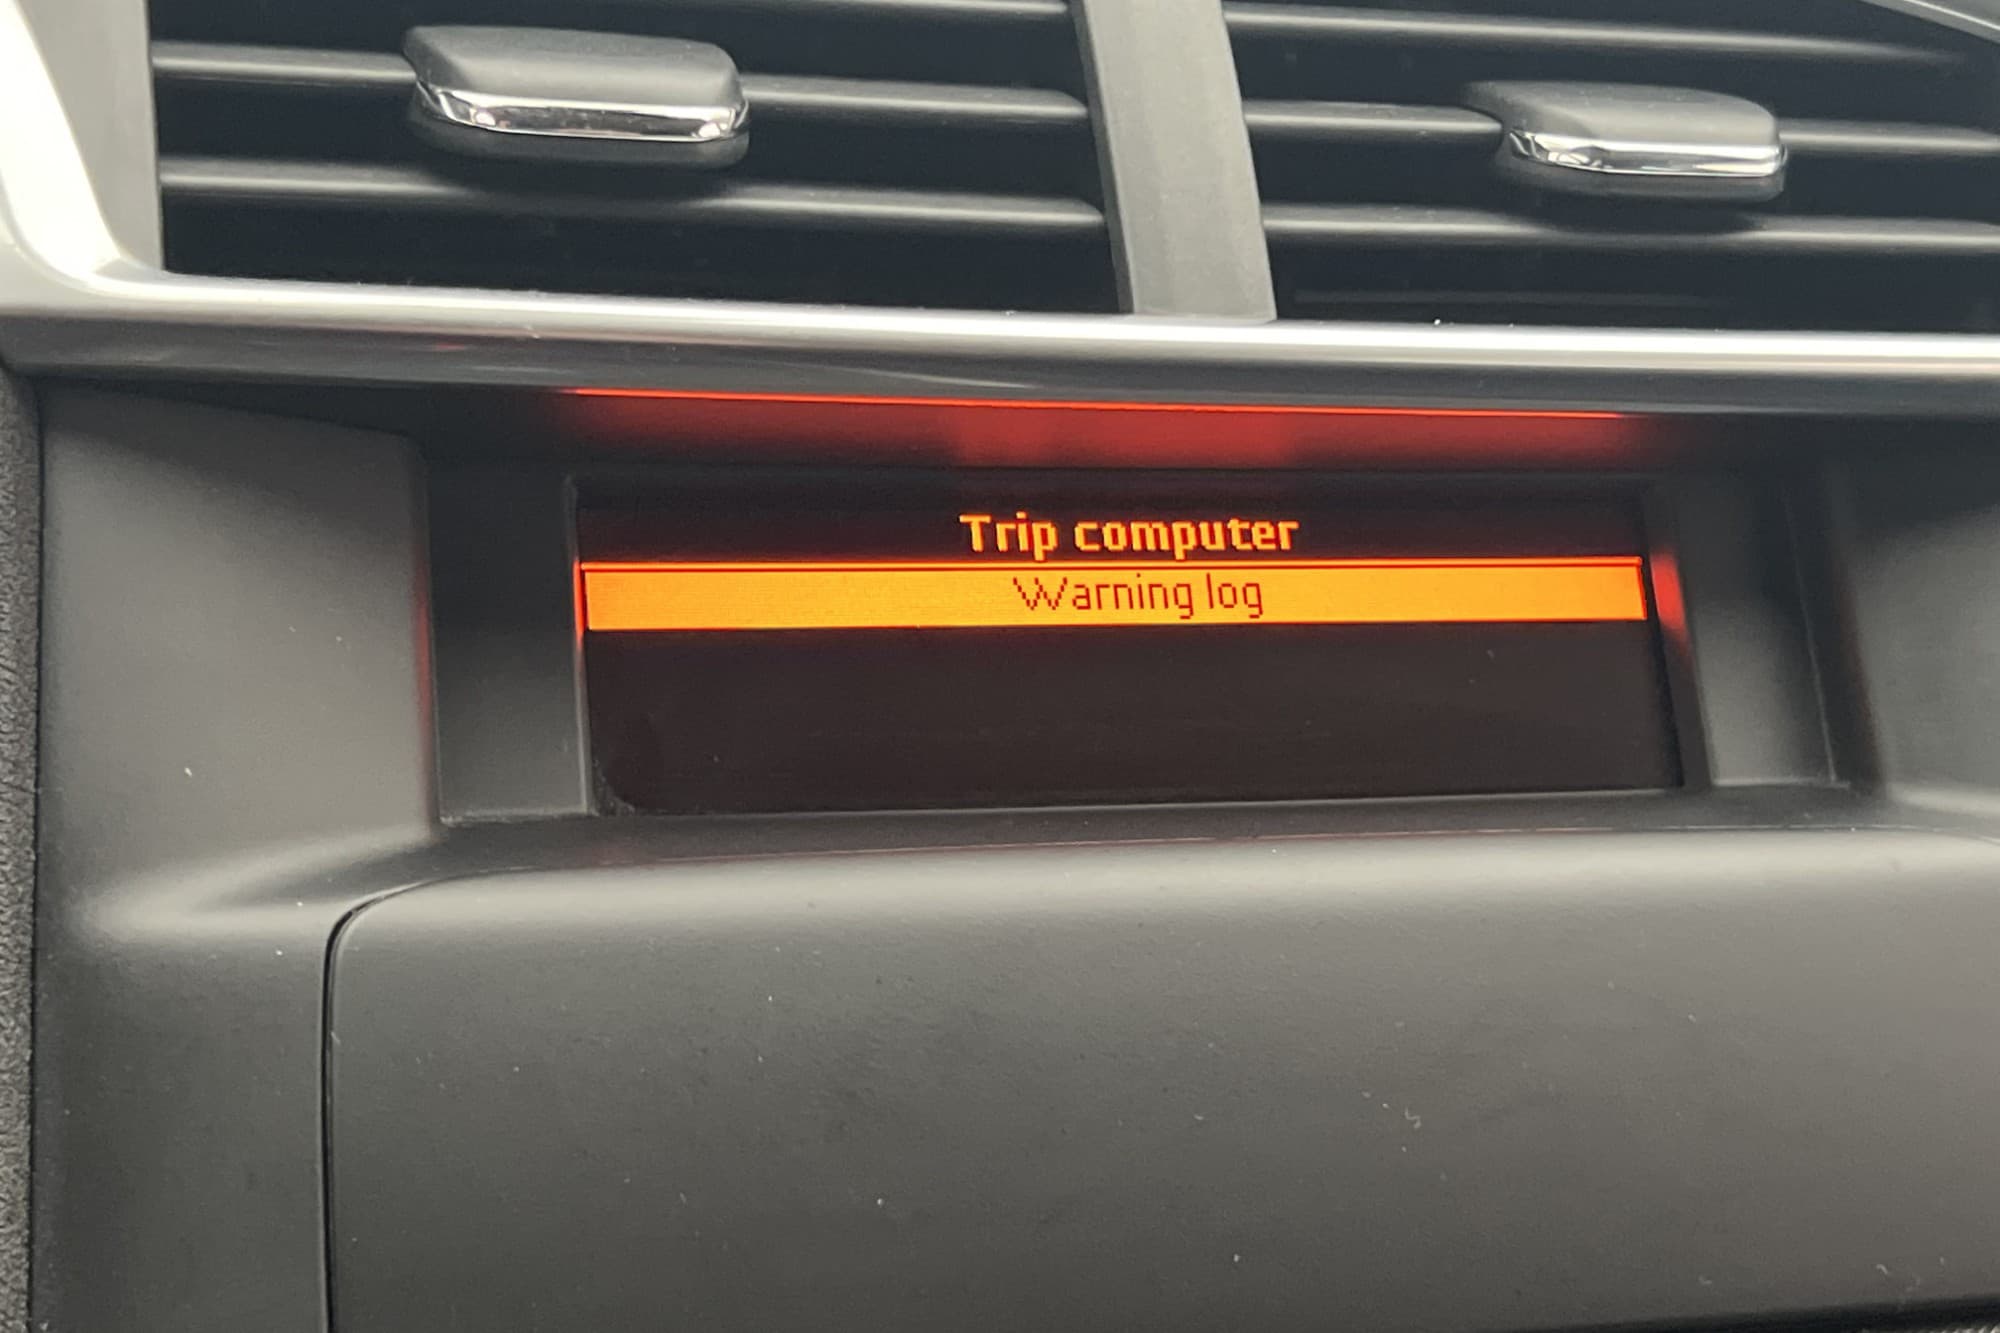 Trip computer
Warning log